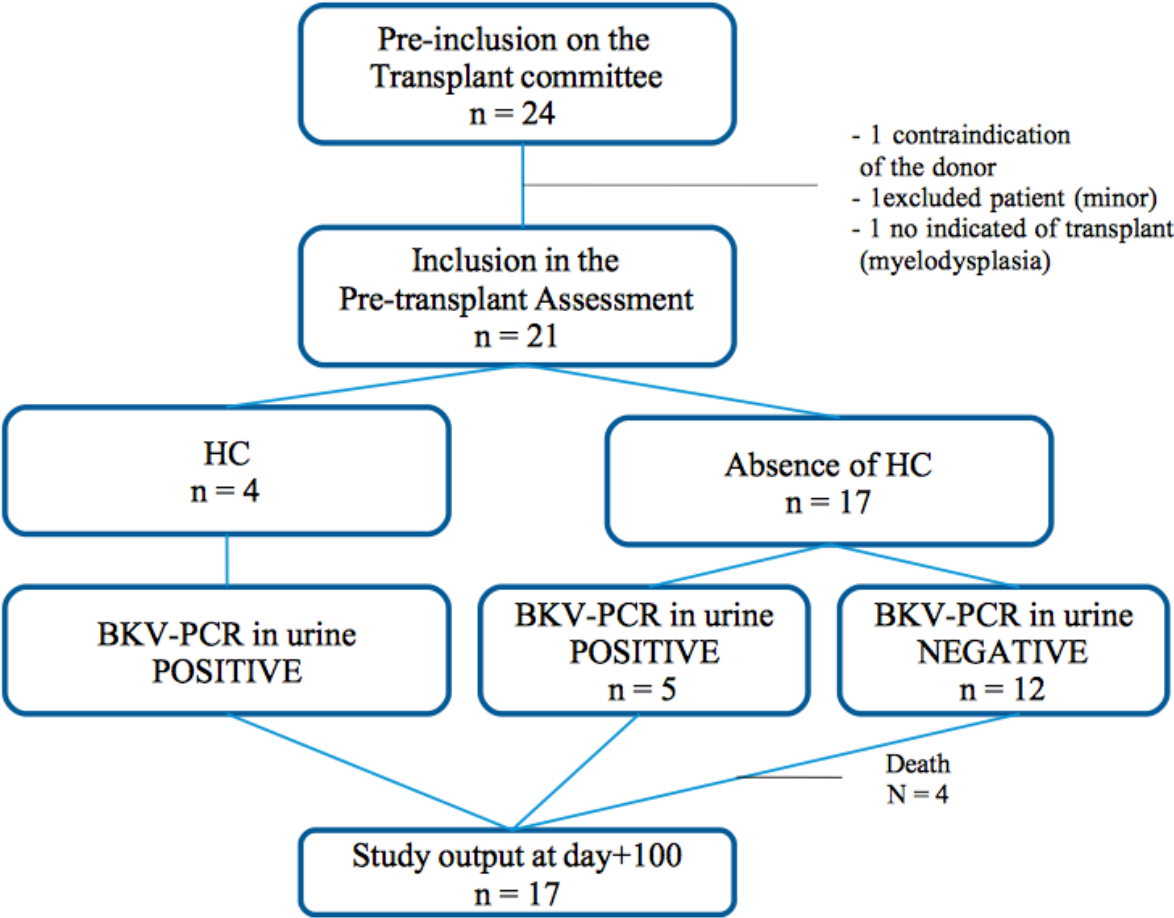 Pre-inclusion on the
Transplant committee
n = 24
- 1 contraindication
of the donor
- 1excluded patient (minor)
- 1 no indicated of transplant
(myelodysplasia)
Inclusion in the
Pre-transplant Assessment
n = 21
HC
n = 4
Absence of HC
n = 17
BKV-PCR in urine
POSITIVE
BKV-PCR in urine
POSITIVE
n = 5
BKV-PCR in urine
NEGATIVE
n = 12
Death
N = 4
Study output at day+100
n = 17